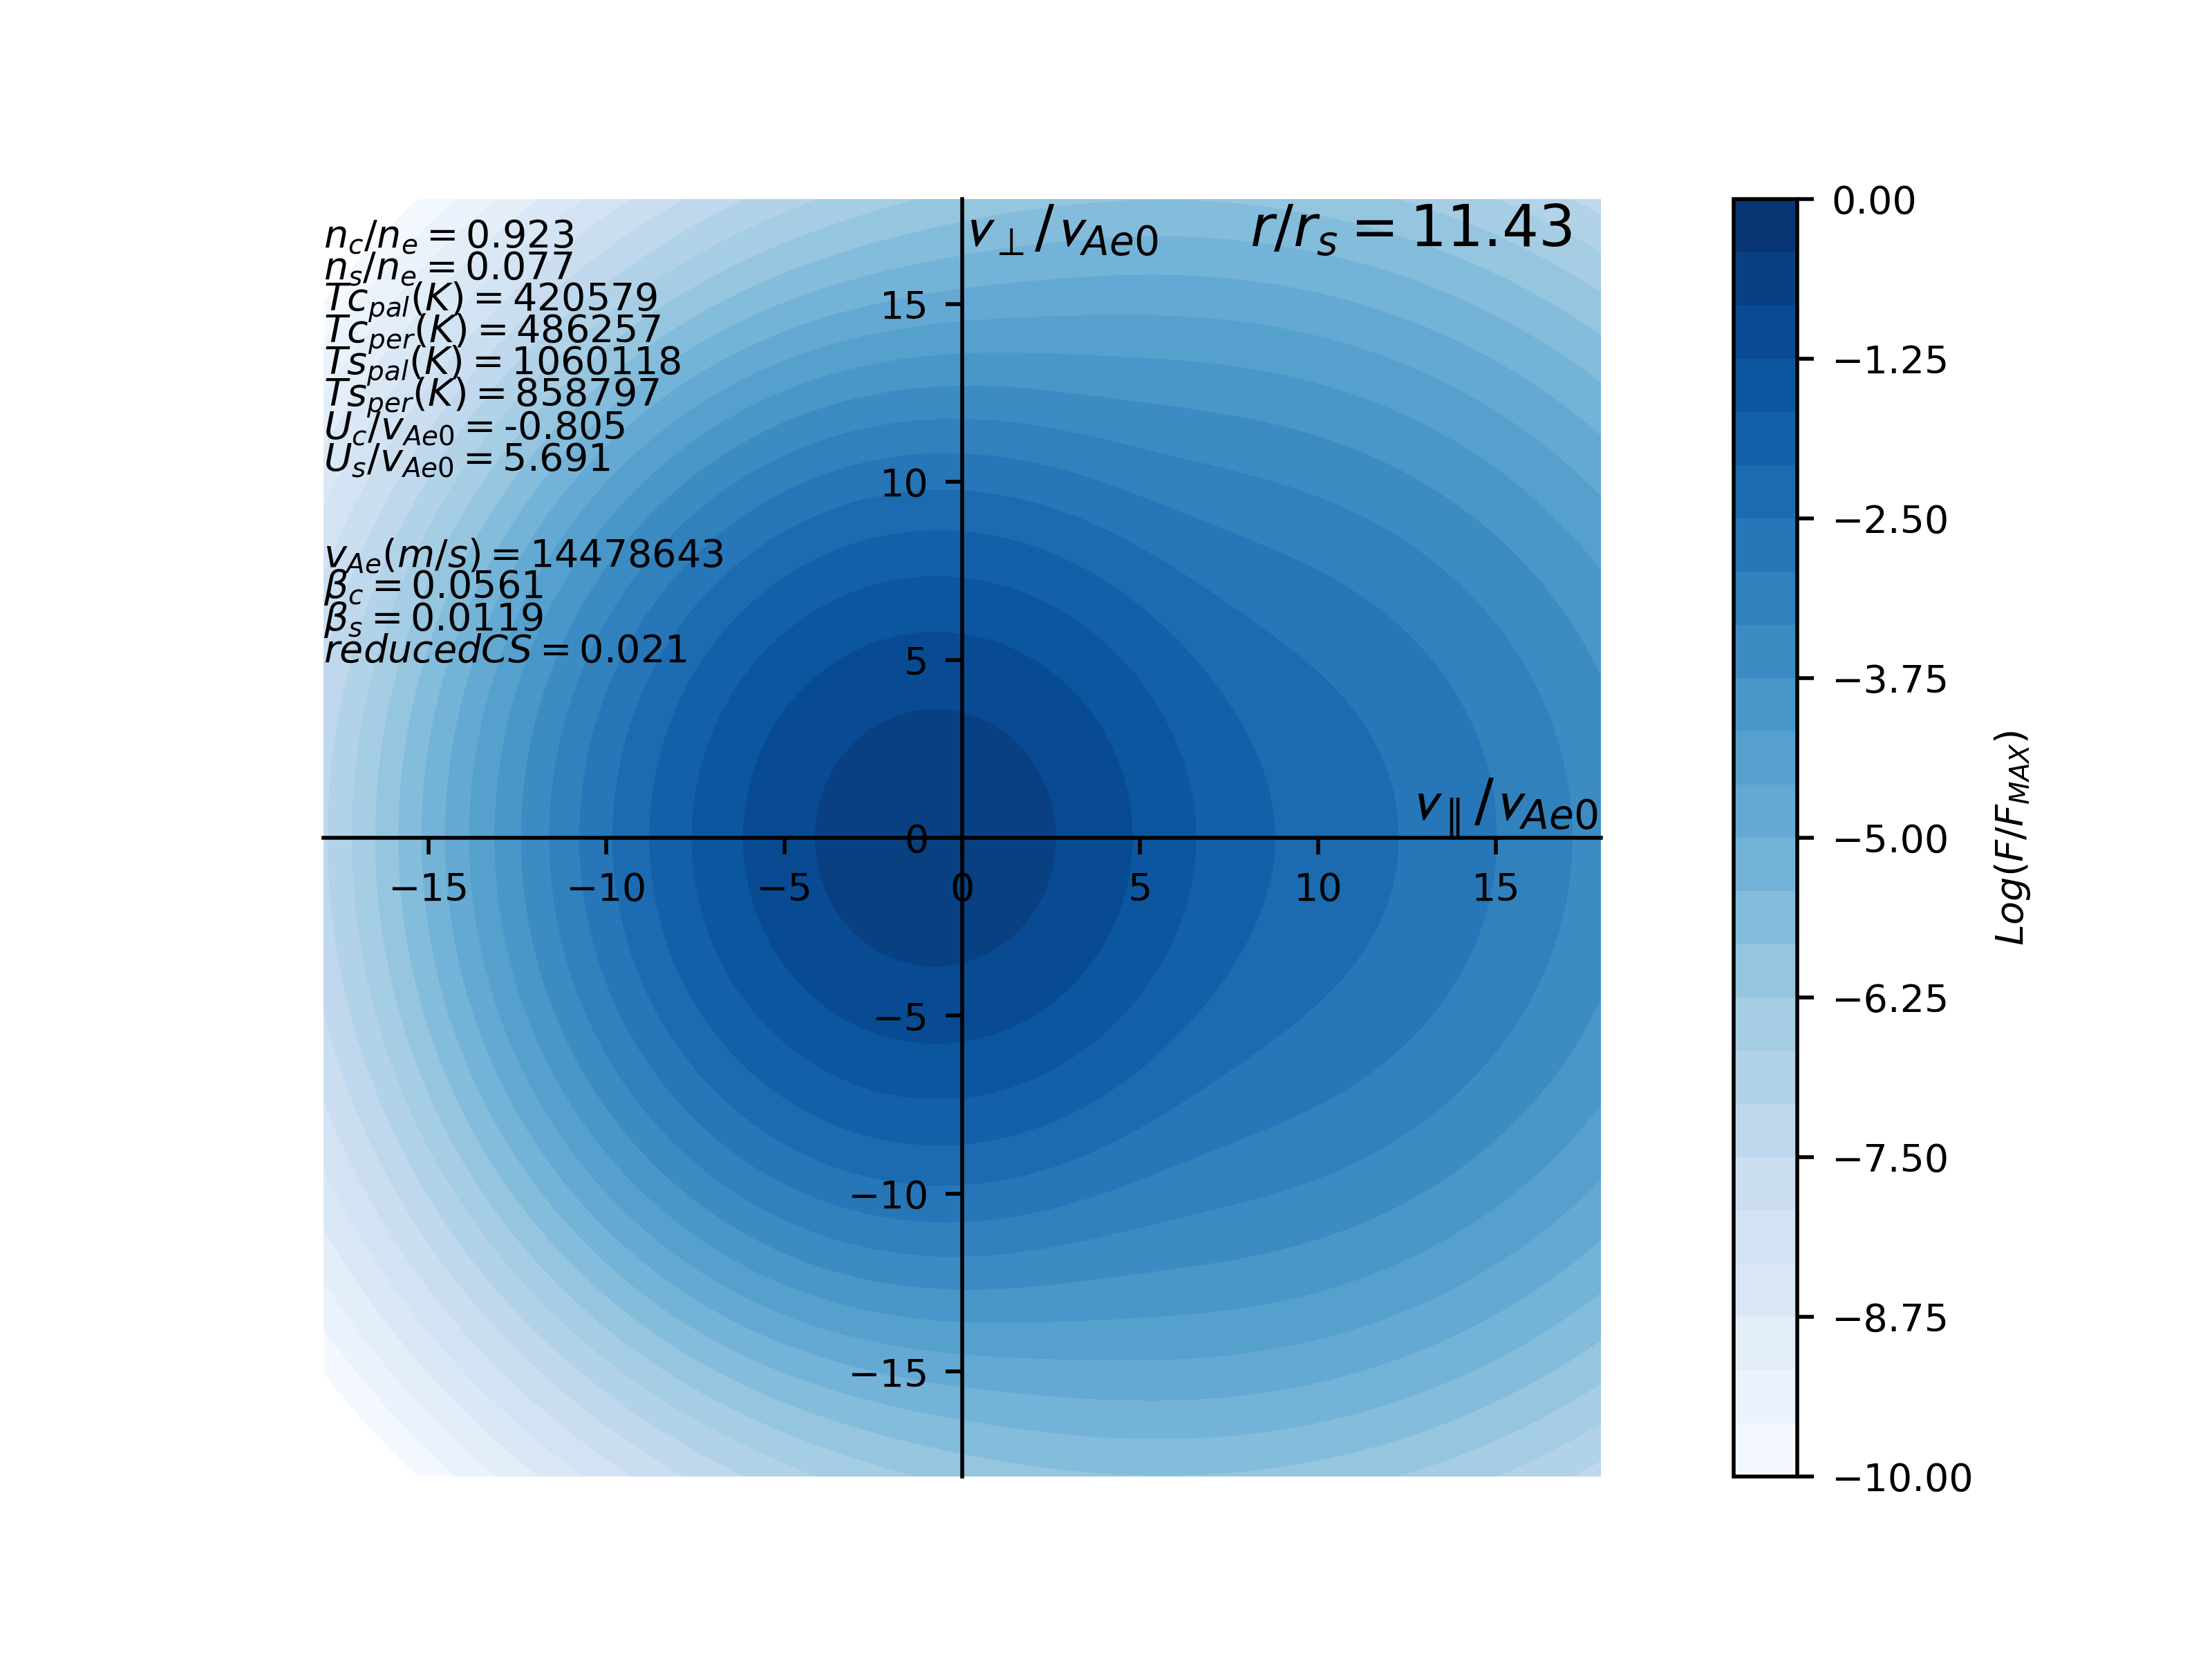 n_c/n_e = 0.923
n_s/n_e = 0.077
Tc_pal(K) = 420579
Tc_per(K) = 486257
Ts_pal(K) = 1060118
Ts_per(K) = 858797
U_c/v_Ae0 = -0.805
U_s/v_Ae0 = 5.691
v_Ae(m/s) = 14478643
β_c = 0.0561
β_s = 0.0119
reducedCS = 0.021
v_⊥/v_Ae0
r/r_s = 11.43
15
10
5
0
−5
−10
−15
−15 −10 −5 0 5 10 15
v_∥/v_Ae0
0.00
−1.25
−2.50
−3.75
−5.00
−6.25
−7.50
−8.75
−10.00
Log(F/F_MAX)